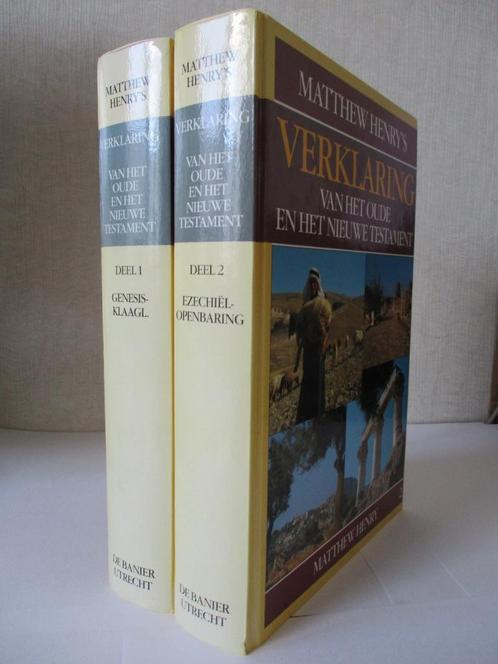 MATTHEW
HENRY'S
VERKLARING
VAN HET
OUDE
EN HET
NIEUWE
TESTAMENT
DEEL 1
GENESIS-
KLAAGL.
DE BANIER
UTRECHT
MATTHEW
HENRY'S
VERKLARING
VAN HET
OUDE
EN HET
NIEUWE
TESTAMENT
DEEL 2
EZECHIËL-
OPENBARING
DE BANIER
UTRECHT
MATTHEW HENRY'S
VERKLARING
VAN HET OUDE
EN HET NIEUWE TESTAMENT
2
MATTHEW HENRY